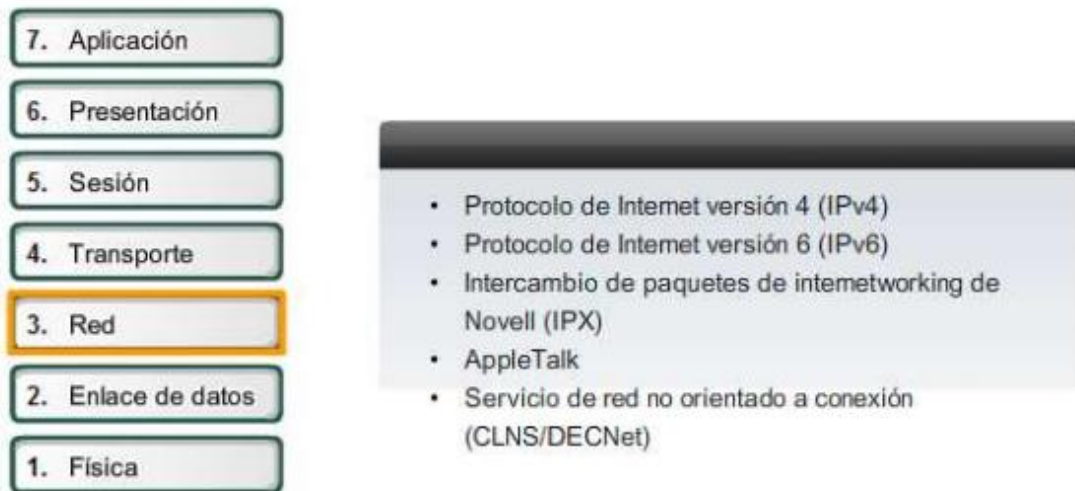 7. Aplicación
6. Presentación
5. Sesión
4. Transporte
3. Red
2. Enlace de datos
1. Física
• Protocolo de Internet versión 4 (IPv4)
• Protocolo de Internet versión 6 (IPv6)
• Intercambio de paquetes de internetworking de
Novell (IPX)
• AppleTalk
• Servicio de red no orientado a conexión
(CLNS/DECNet)